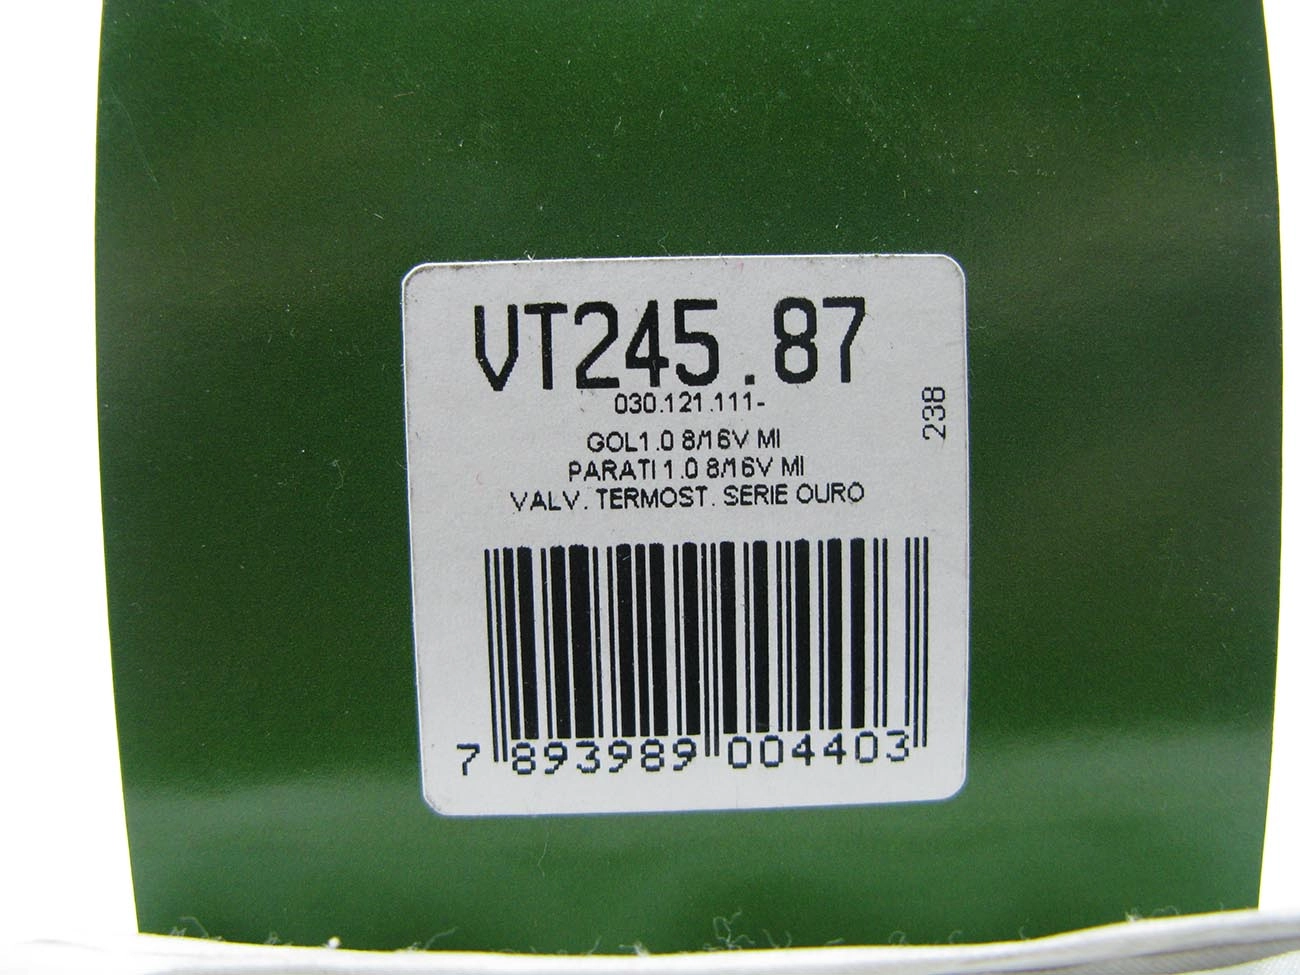 VT245.87
030.121.111-
238
GOL1.0 8/16V MI
PARATI 1.0 8/16V MI
VALV. TERMOST. SERIE OURO
7 893989 004403